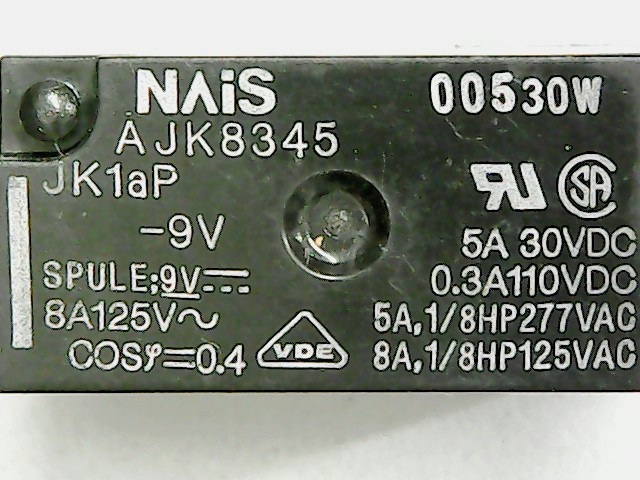 NAiS 00530W
AJK8345
JK1aP
-9V
5A 30VDC
SPULE:9V⎓ 0.3A110VDC
8A125V~ 5A,1/8HP277VAC
COSφ=0.4 VDE 8A,1/8HP125VAC